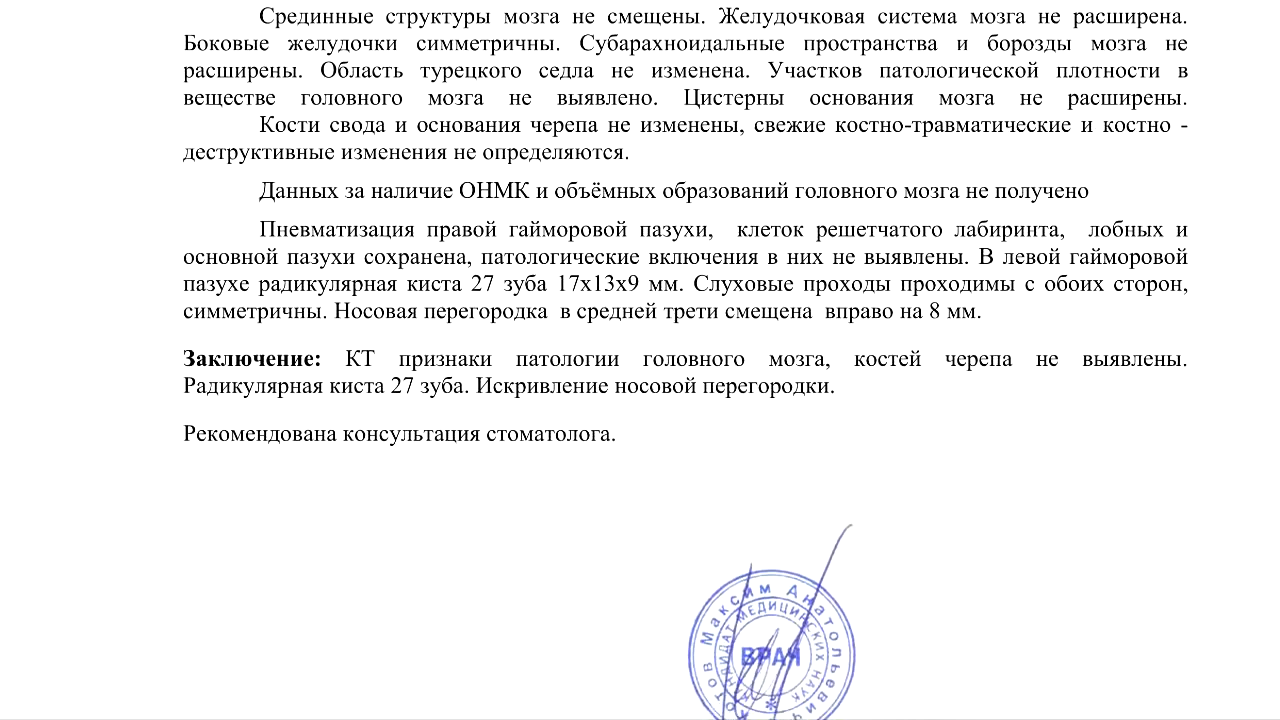 Срединные структуры мозга не смещены. Желудочковая система мозга не расширена.
Боковые желудочки симметричны. Субарахноидальные пространства и борозды мозга не
расширены. Область турецкого седла не изменена. Участков патологической плотности в
веществе головного мозга не выявлено. Цистерны основания мозга не расширены.
Кости свода и основания черепа не изменены, свежие костно-травматические и костно -
деструктивные изменения не определяются.
Данных за наличие ОНМК и объёмных образований головного мозга не получено
Пневматизация правой гайморовой пазухи, клеток решетчатого лабиринта, лобных и
основной пазухи сохранена, патологические включения в них не выявлены. В левой гайморовой
пазухе радикулярная киста 27 зуба 17х13х9 мм. Слуховые проходы проходимы с обоих сторон,
симметричны. Носовая перегородка в средней трети смещена вправо на 8 мм.
Заключение: КТ признаки патологии головного мозга, костей черепа не выявлены.
Радикулярная киста 27 зуба. Искривление носовой перегородки.
Рекомендована консультация стоматолога.
Максим Анатольевич
КАНДИДАТ МЕДИЦИНСКИХ НАУК
ВРАЧ